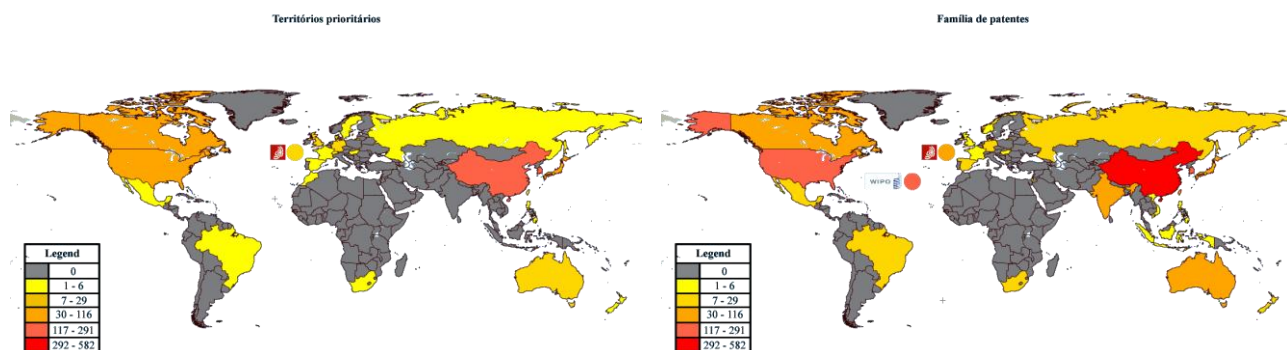 Territórios prioritários
Legend
0
1 - 6
7 - 29
30 - 116
117 - 291
292 - 582
Família de patentes
WIPO
Legend
0
1 - 6
7 - 29
30 - 116
117 - 291
292 - 582